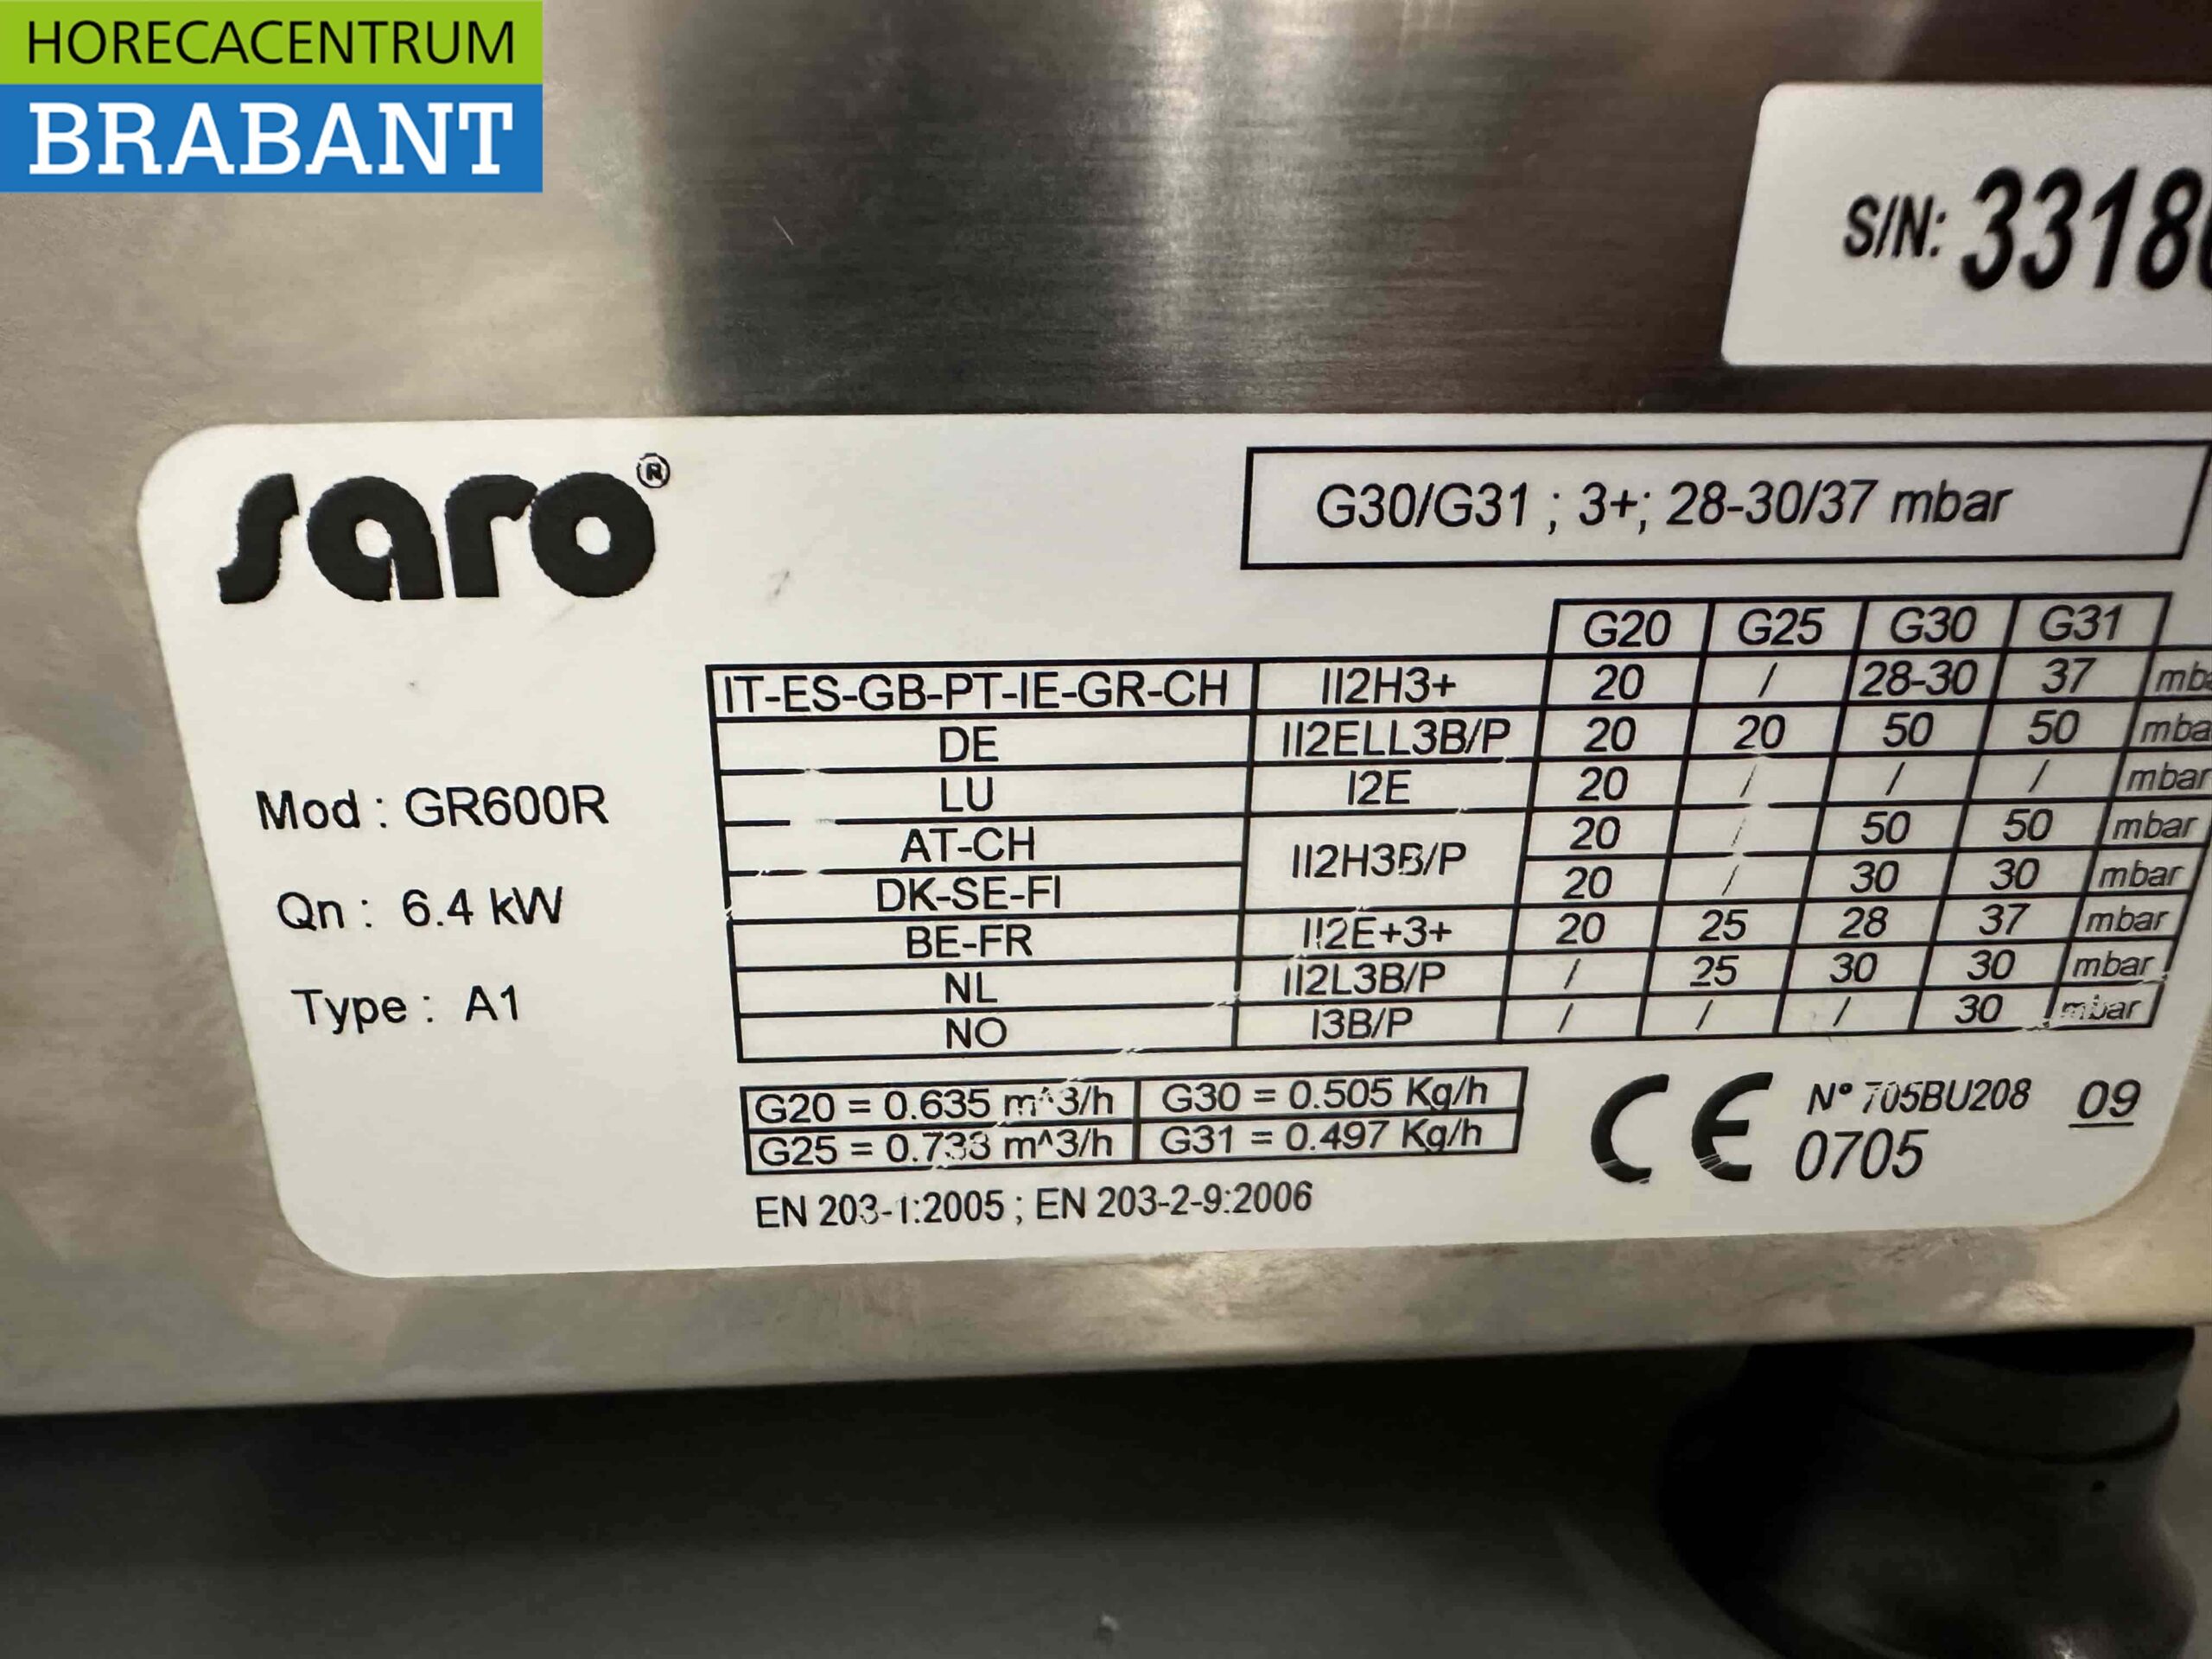 HORECACENTRUM
BRABANT
S/N: 3318
saro®
G30/G31 ; 3+; 28-30/37 mbar
G20 G25 G30 G31
IT-ES-GB-PT-IE-GR-CH II2H3+ 20 / 28-30 37
DE II2ELL3B/P 20 20 50 50
LU I2E 20 / / / mbar
AT-CH II2H3B/P 20 / 50 50 mbar
DK-SE-FI 20 / 30 30 mbar
BE-FR II2E+3+ 20 25 28 37 mbar
NL II2L3B/P / 25 30 30 mbar
NO I3B/P / / / 30 mbar
Mod : GR600R
Qn : 6.4 kW
Type : A1
G20 = 0.635 m^3/h G30 = 0.505 Kg/h
G25 = 0.733 m^3/h G31 = 0.497 Kg/h
EN 203-1:2005 ; EN 203-2-9:2006
CE N° 705BU208 09
0705